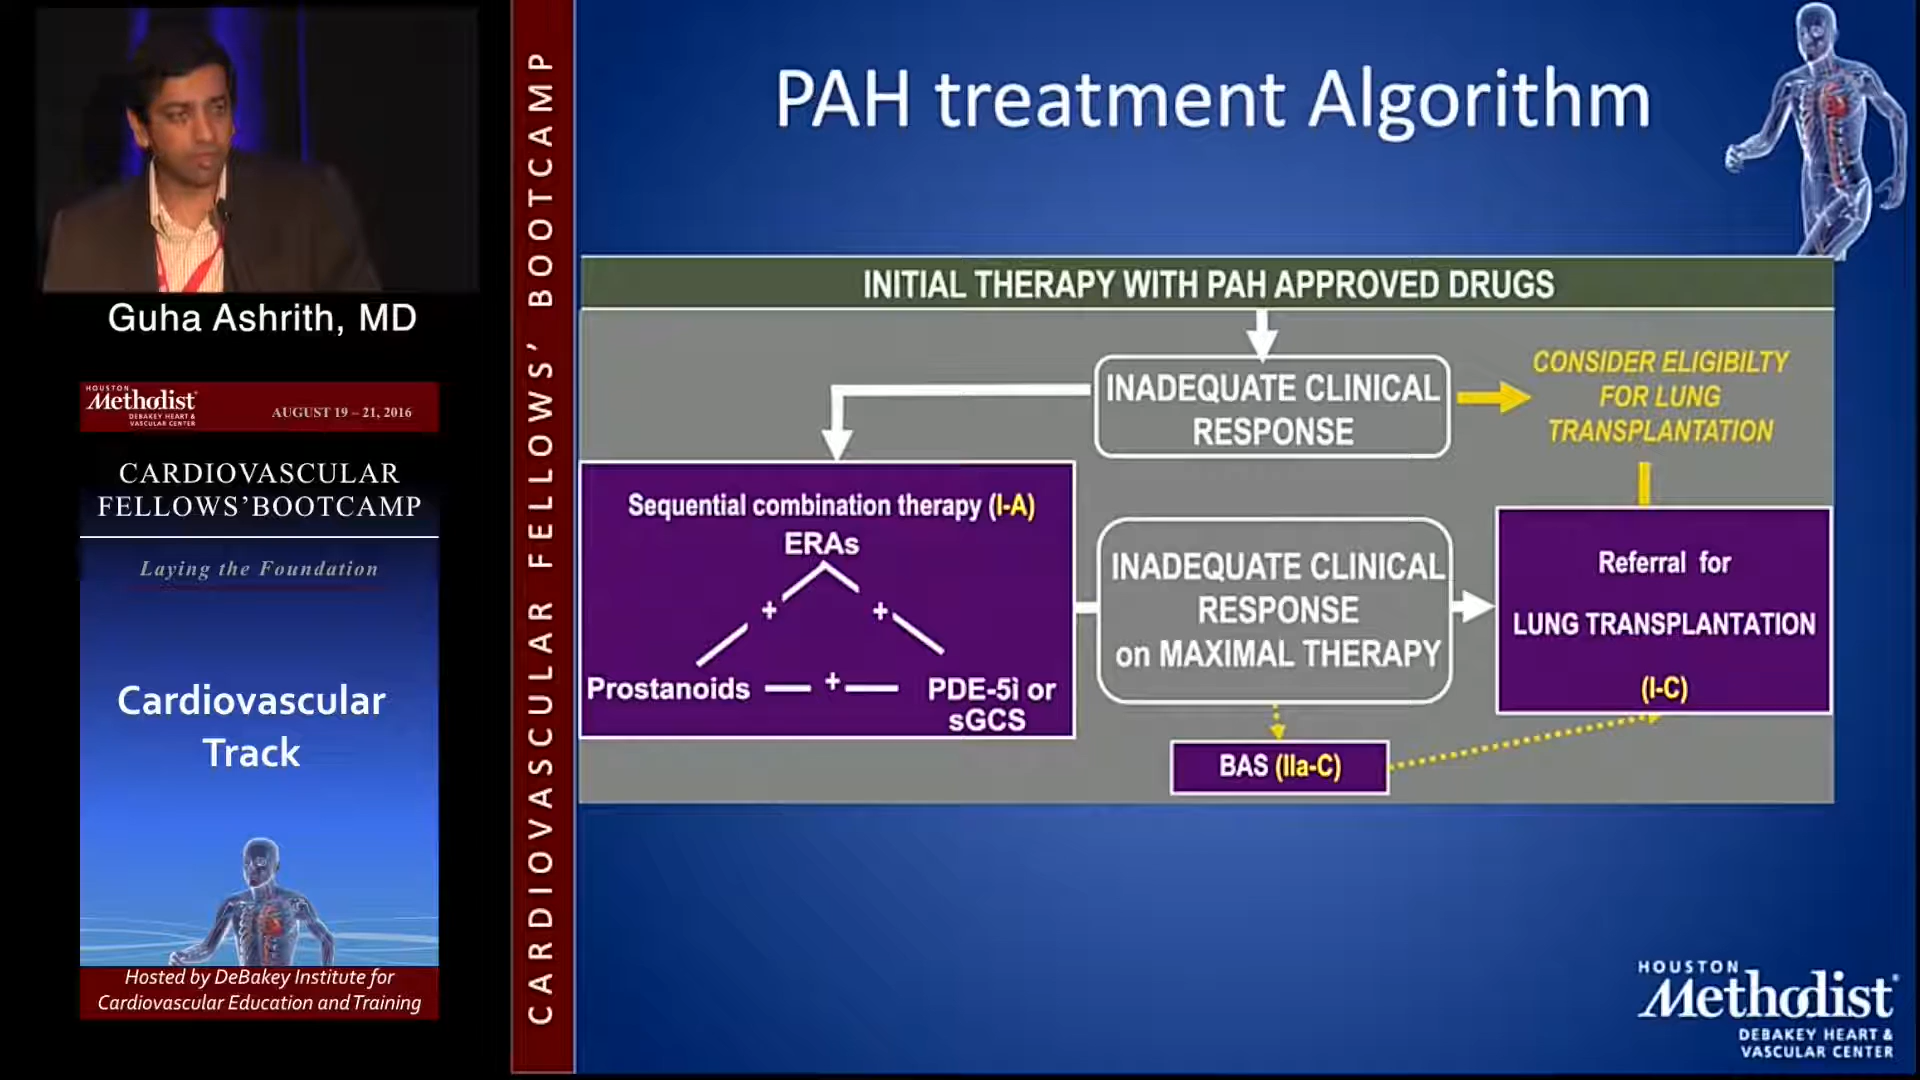 Guha Ashrith, MD
HOUSTON
Methodist
DEBAKEY HEART &
VASCULAR CENTER
AUGUST 19 – 21, 2016
CARDIOVASCULAR
FELLOWS'BOOTCAMP
Laying the Foundation
Cardiovascular
Track
Hosted by DeBakey Institute for
Cardiovascular Education and Training
CARDIOVASCULAR FELLOWS' BOOTCAMP
PAH treatment Algorithm
INITIAL THERAPY WITH PAH APPROVED DRUGS
INADEQUATE CLINICAL
RESPONSE
CONSIDER ELIGIBILTY
FOR LUNG
TRANSPLANTATION
Sequential combination therapy (I-A)
ERAs
+ +
Prostanoids + PDE-5i or
sGCS
INADEQUATE CLINICAL
RESPONSE
on MAXIMAL THERAPY
Referral for
LUNG TRANSPLANTATION
(I-C)
BAS (IIa-C)
HOUSTON
Methodist
DEBAKEY HEART &
VASCULAR CENTER